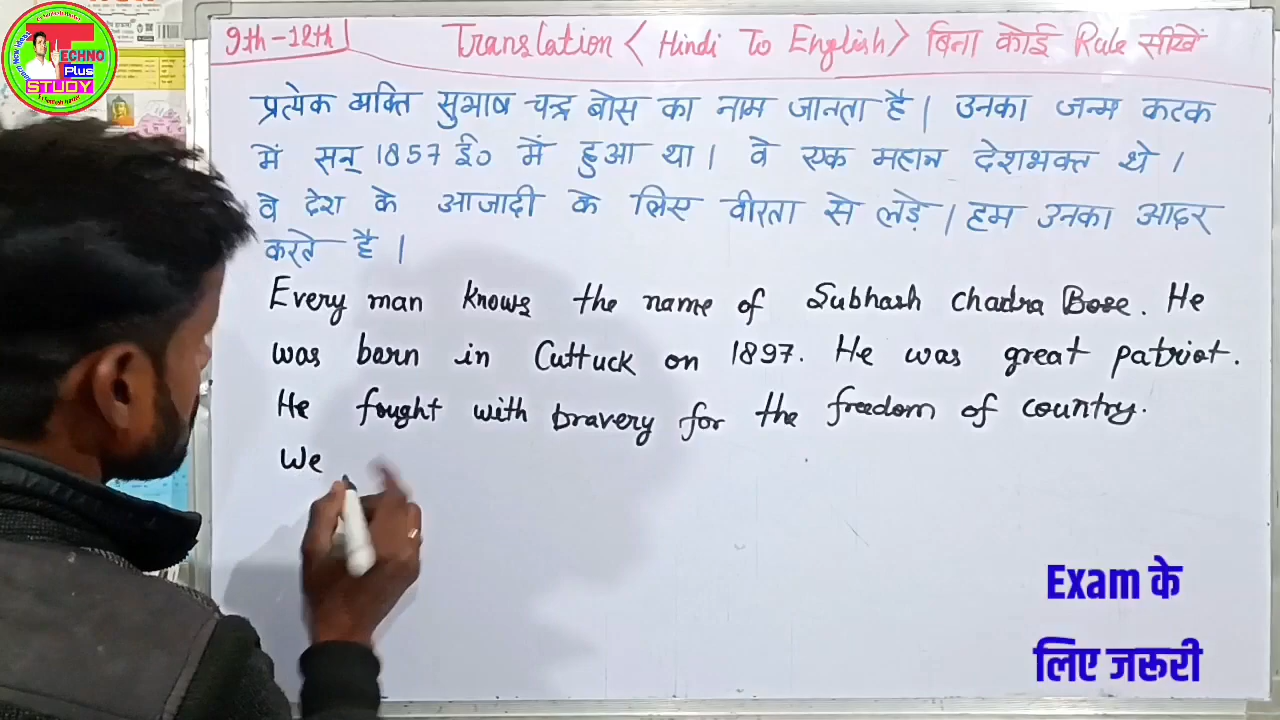 TECHNO
Plus
STUDY
9th-12th
Translation < Hindi To English > बिना कोई Rule सीखें
प्रत्येक व्यक्ति सुभाष चन्द्र बोस का नाम जानता है । उनका जन्म कटक
में सन् 1857 ई० में हुआ था । वे एक महान देशभक्त थे ।
वे देश के आजादी के लिए वीरता से लड़े । हम उनका आदर
करते है ।
Every man knows the name of Subhash Chadra Bose. He
was born in Cuttuck on 1897. He was great patriot.
He fought with bravery for the freedom of country.
We
Exam के
लिए जरूरी